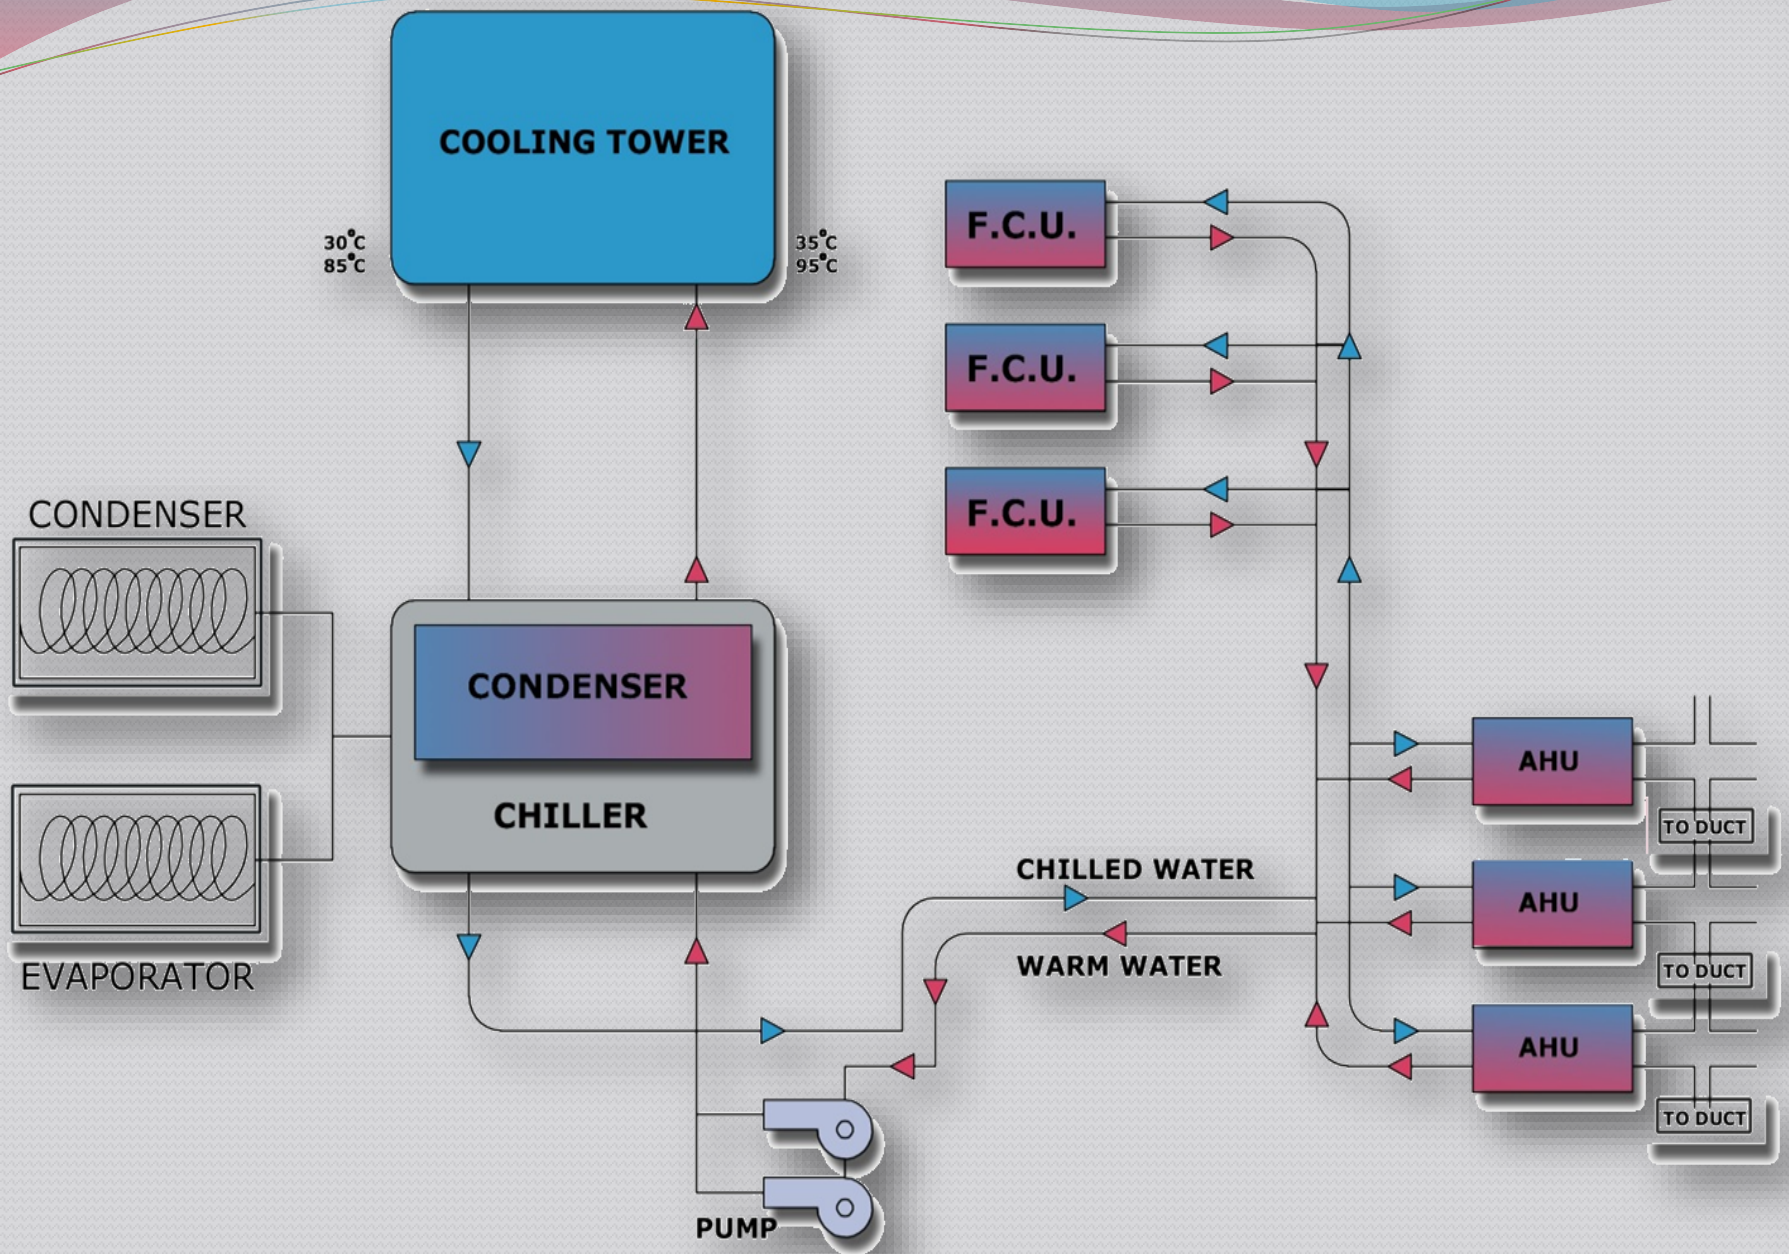 COOLING TOWER
30°C
85°C
35°C
95°C
F.C.U.
F.C.U.
F.C.U.
CONDENSER
CONDENSER
CHILLER
EVAPORATOR
CHILLED WATER
WARM WATER
AHU
TO DUCT
AHU
TO DUCT
AHU
TO DUCT
PUMP